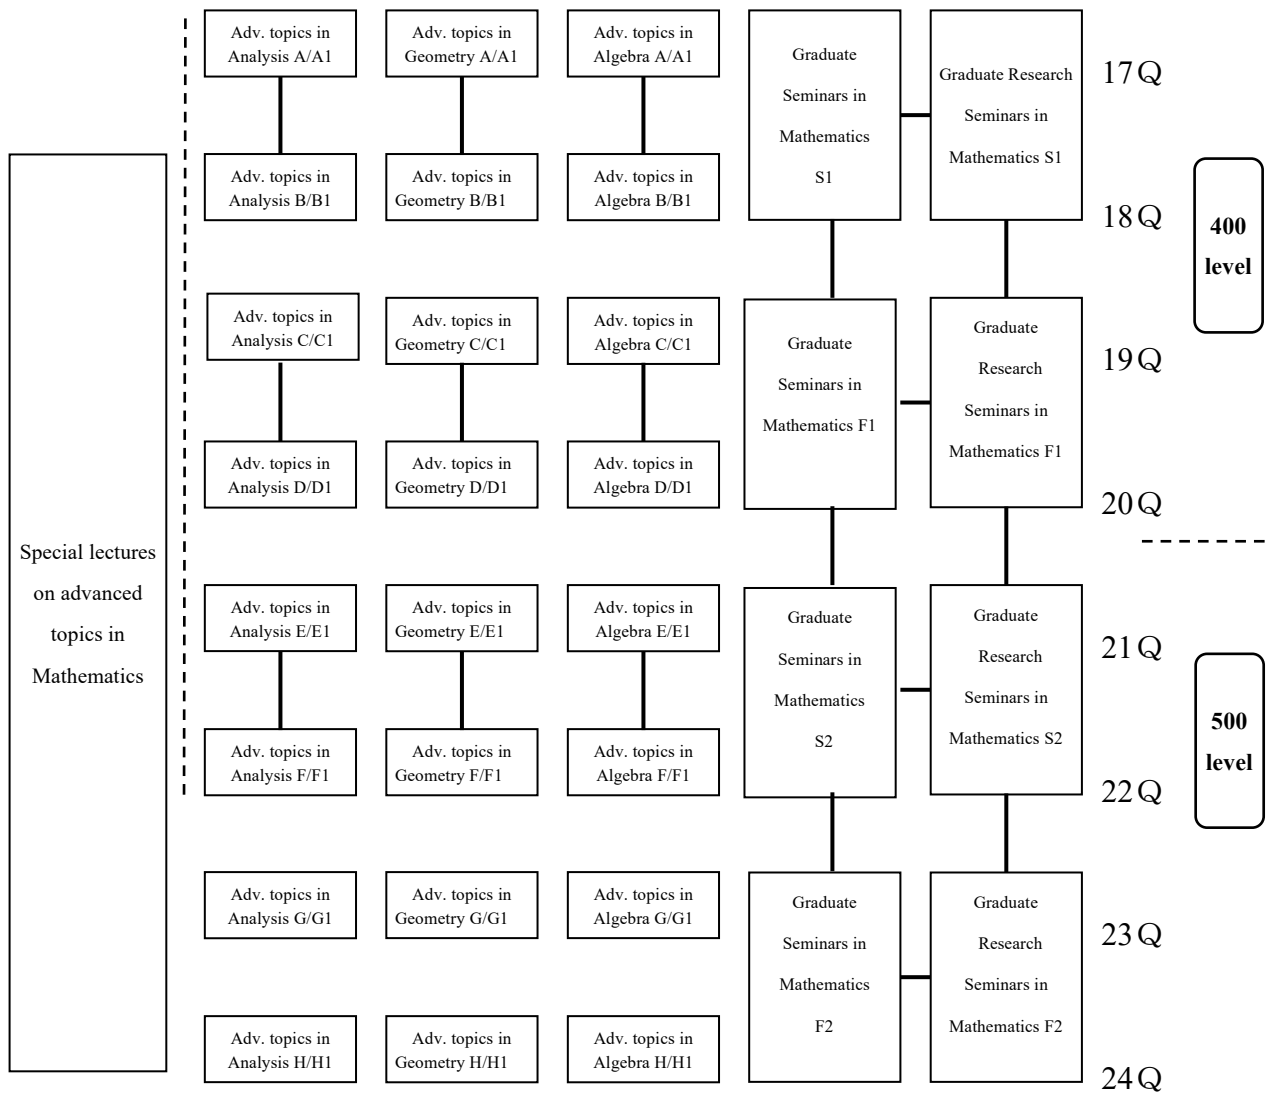 Adv. topics in
Analysis A/A1
Adv. topics in
Geometry A/A1
Adv. topics in
Algebra A/A1
Graduate
Seminars in
Mathematics
S1
Graduate Research
Seminars in
Mathematics S1
17Q
Adv. topics in
Analysis B/B1
Adv. topics in
Geometry B/B1
Adv. topics in
Algebra B/B1
18Q
400
level
Adv. topics in
Analysis C/C1
Adv. topics in
Geometry C/C1
Adv. topics in
Algebra C/C1
Graduate
Seminars in
Mathematics F1
Graduate
Research
Seminars in
Mathematics F1
19Q
Adv. topics in
Analysis D/D1
Adv. topics in
Geometry D/D1
Adv. topics in
Algebra D/D1
20Q
Special lectures
on advanced
topics in
Mathematics
Adv. topics in
Analysis E/E1
Adv. topics in
Geometry E/E1
Adv. topics in
Algebra E/E1
Graduate
Seminars in
Mathematics
S2
Graduate
Research
Seminars in
Mathematics S2
21Q
500
level
Adv. topics in
Analysis F/F1
Adv. topics in
Geometry F/F1
Adv. topics in
Algebra F/F1
22Q
Adv. topics in
Analysis G/G1
Adv. topics in
Geometry G/G1
Adv. topics in
Algebra G/G1
Graduate
Seminars in
Mathematics
F2
Graduate
Research
Seminars in
Mathematics F2
23Q
Adv. topics in
Analysis H/H1
Adv. topics in
Geometry H/H1
Adv. topics in
Algebra H/H1
24Q